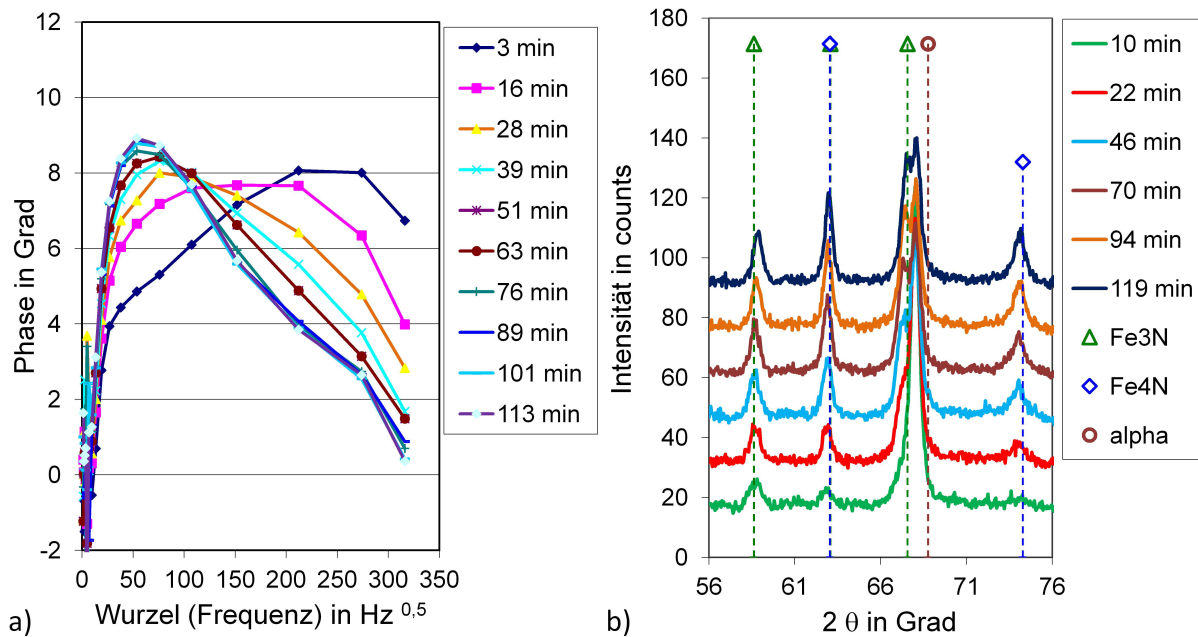 12
10
8
6
4
2
0
-2
Phase in Grad
0 50 100 150 200 250 300 350
Wurzel (Frequenz) in Hz 0,5
a)
3 min
16 min
28 min
39 min
51 min
63 min
76 min
89 min
101 min
113 min
180
160
140
120
100
80
60
40
20
0
Intensität in counts
56 61 66 71 76
2 θ in Grad
b)
10 min
22 min
46 min
70 min
94 min
119 min
Fe3N
Fe4N
alpha